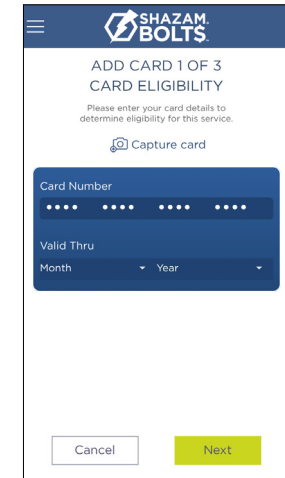 SHAZAM.
BOLT$.
ADD CARD 1 OF 3
CARD ELIGIBILITY
Please enter your card details to
determine eligibility for this service.
Capture card
Card Number
•••• •••• •••• ••••
Valid Thru
Month Year
Cancel Next